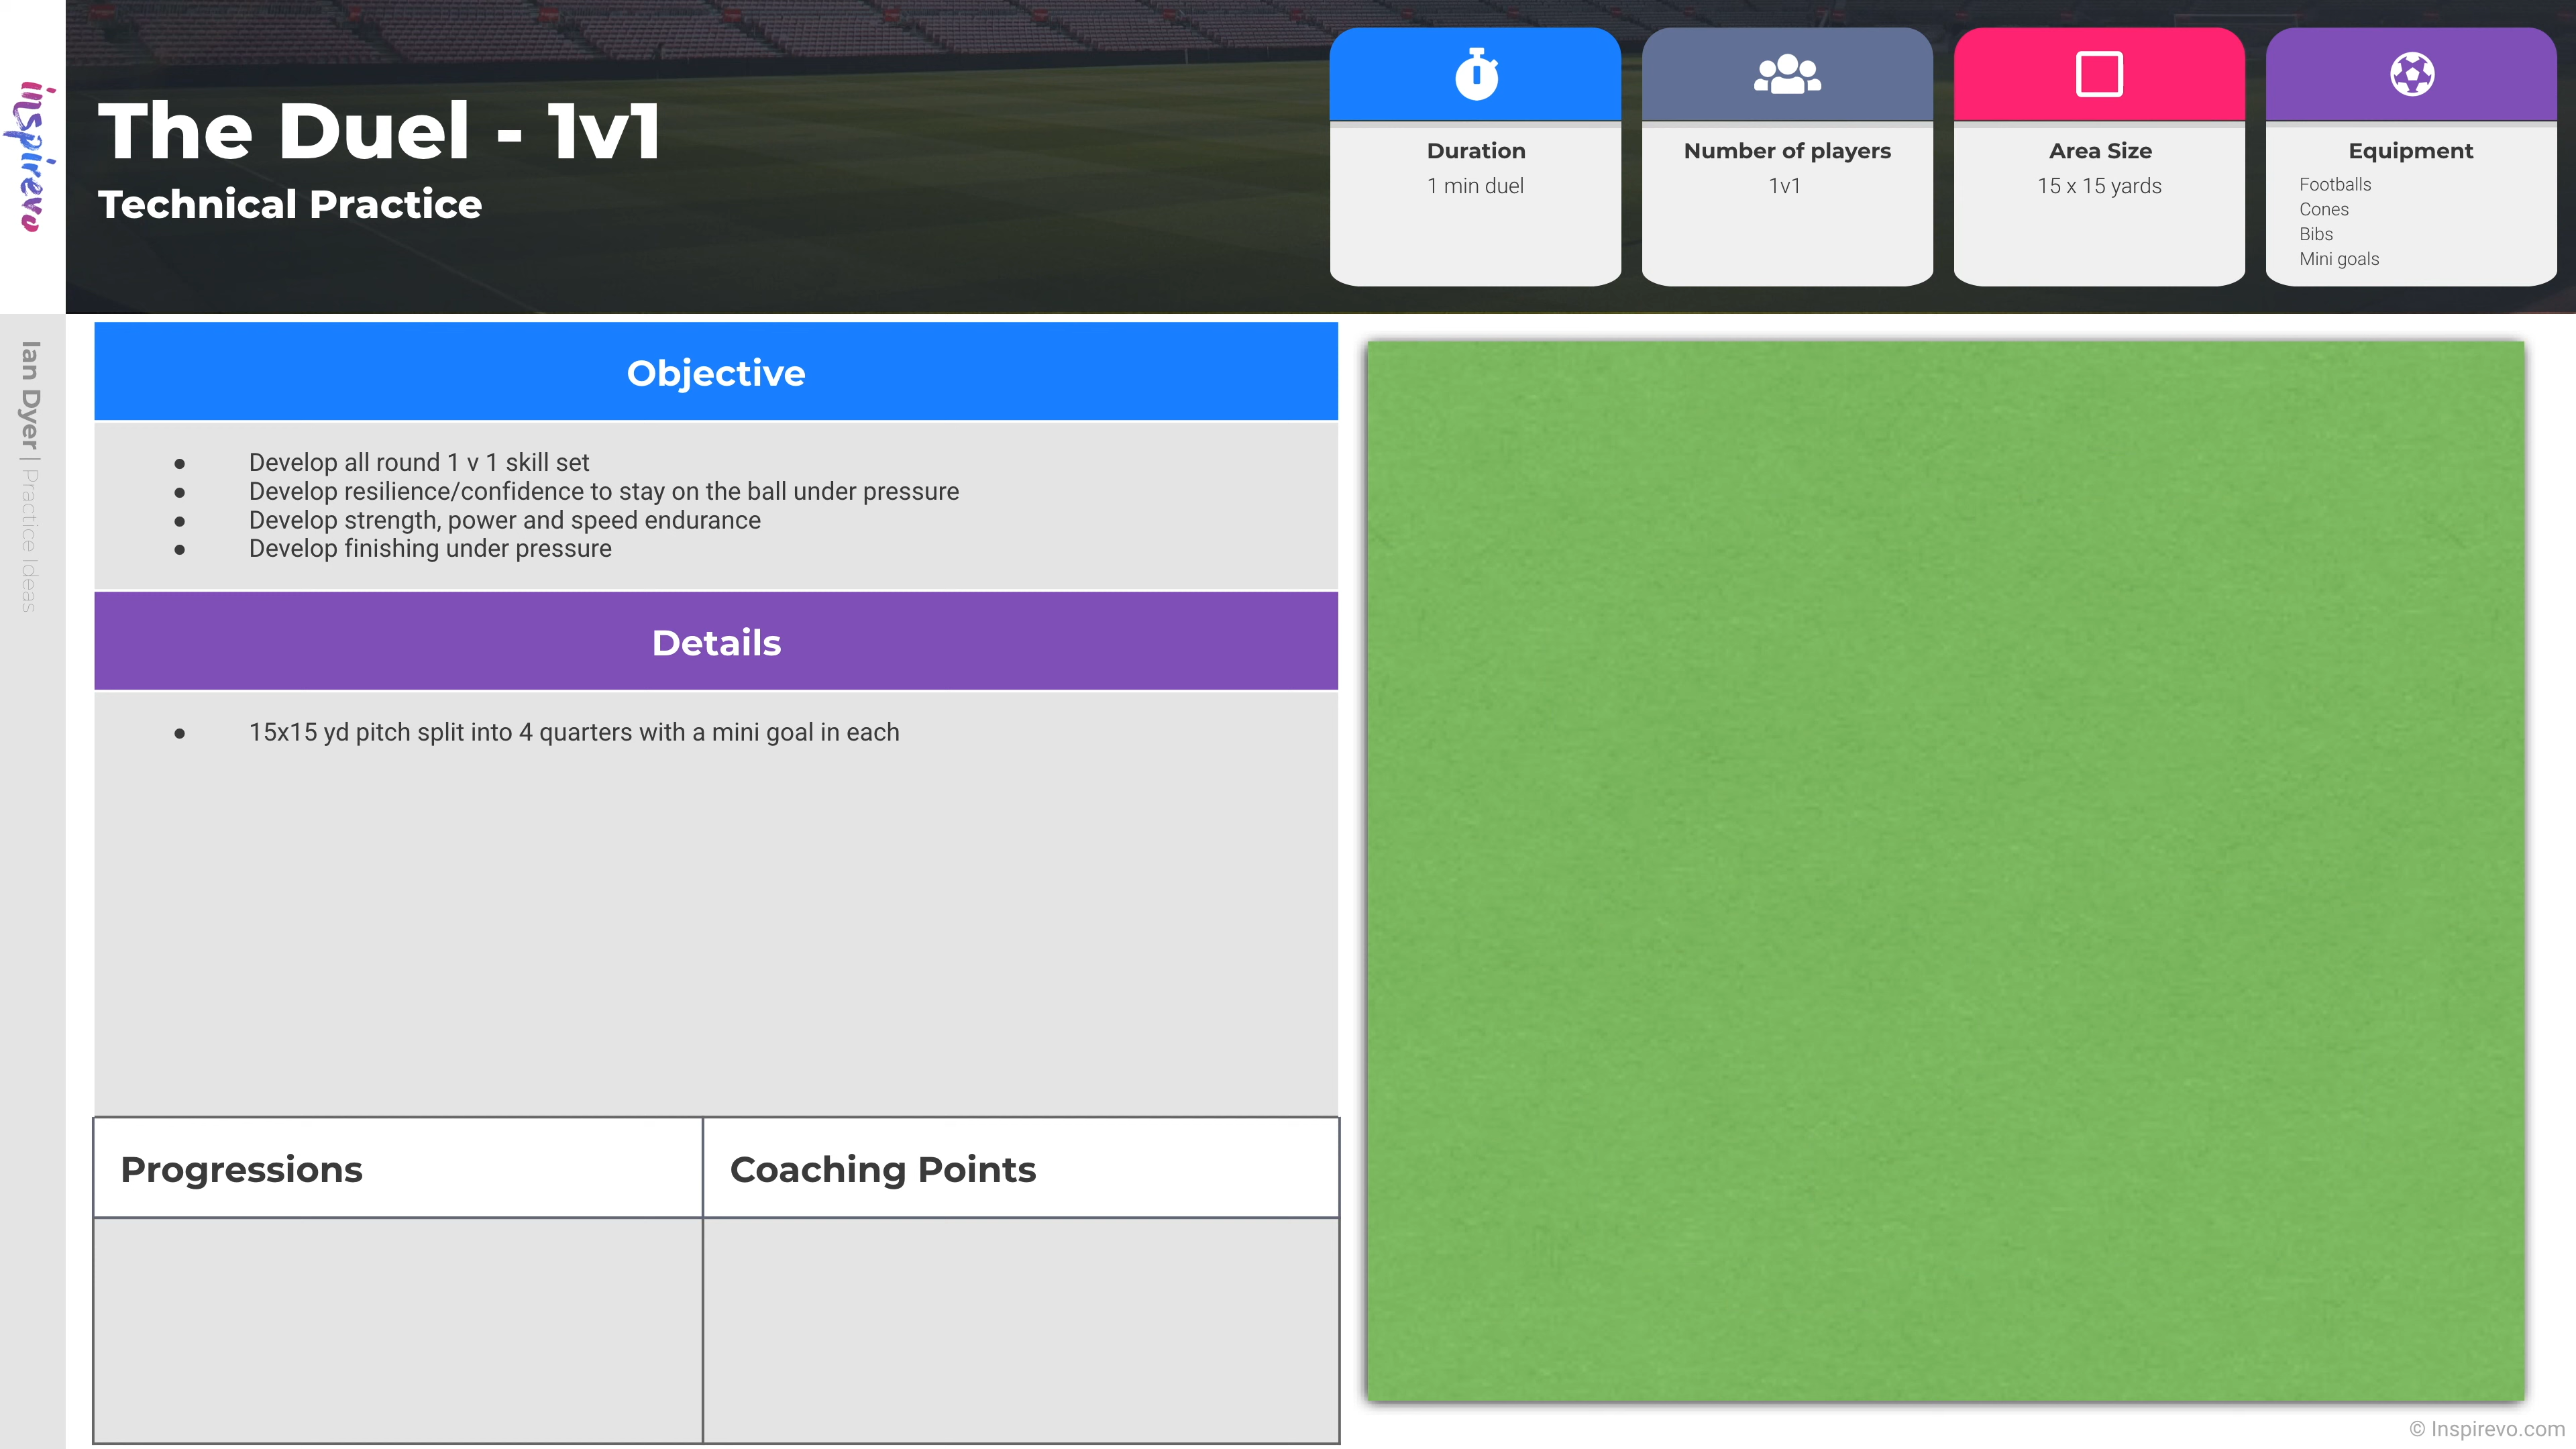 inspirevo
The Duel - 1v1
Technical Practice
Duration
1 min duel
Number of players
1v1
Area Size
15 x 15 yards
Equipment
Footballs
Cones
Bibs
Mini goals
Ian Dyer | Practice Ideas
Objective
● Develop all round 1 v 1 skill set
● Develop resilience/confidence to stay on the ball under pressure
● Develop strength, power and speed endurance
● Develop finishing under pressure
Details
● 15x15 yd pitch split into 4 quarters with a mini goal in each
Progressions
Coaching Points
© Inspirevo.com